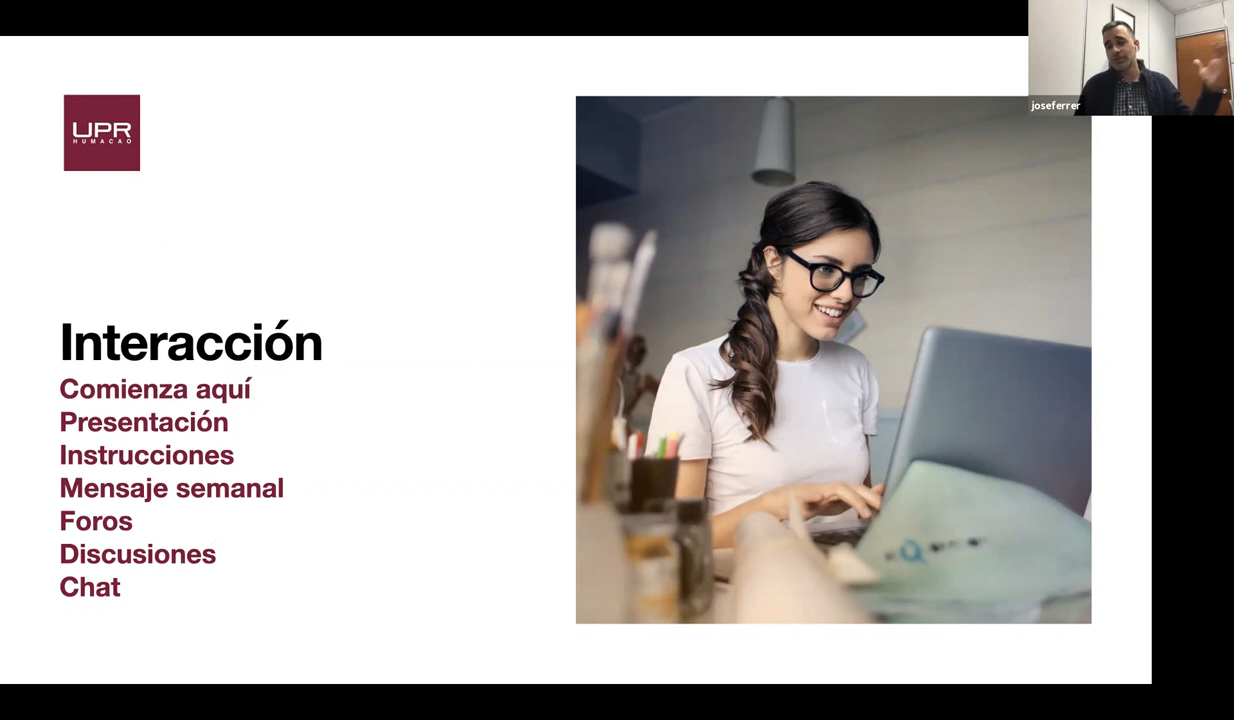 UPR
HUMACAO
Interacción
Comienza aquí
Presentación
Instrucciones
Mensaje semanal
Foros
Discusiones
Chat
joseferrer